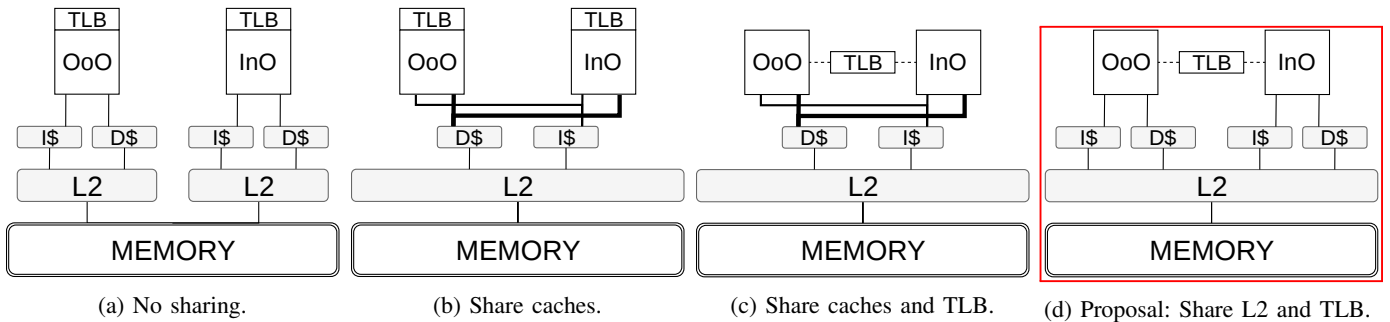 TLB TLB
OoO InO
I$ D$ I$ D$
L2 L2
MEMORY
(a) No sharing.
TLB TLB
OoO InO
D$ I$
L2
MEMORY
(b) Share caches.
OoO TLB InO
D$ I$
L2
MEMORY
(c) Share caches and TLB.
OoO TLB InO
I$ D$ I$ D$
L2
MEMORY
(d) Proposal: Share L2 and TLB.